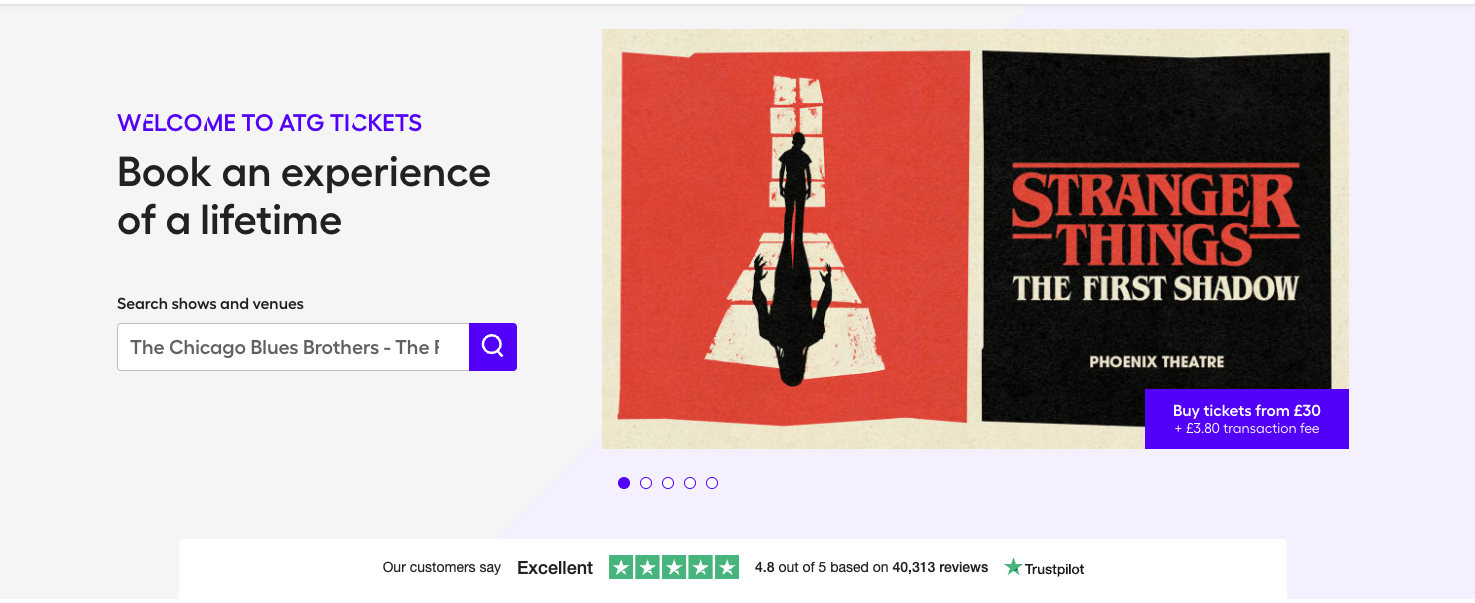 WELCOME TO ATG TICKETS
Book an experience
of a lifetime
Search shows and venues
The Chicago Blues Brothers - The
STRANGER
THINGS
THE FIRST SHADOW
PHOENIX THEATRE
Buy tickets from £30
+ £3.80 transaction fee
Our customers say Excellent 4.8 out of 5 based on 40,313 reviews Trustpilot